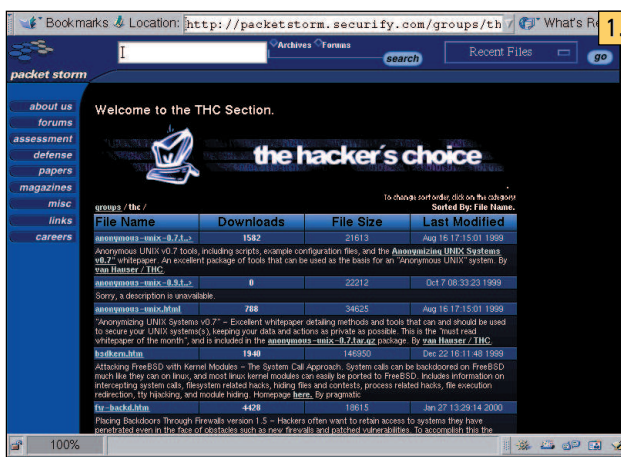 Bookmarks Location: http://packetstorm.securify.com/groups/th What's Re
1.
Archives Forums
search
Recent Files
go
packet storm
about us
forums
assessment
defense
papers
magazines
misc
links
careers
Welcome to the THC Section.
the hacker's choice
To change sort order, click on the category
Sorted By: File Name.
groups / thc /
File Name Downloads File Size Last Modified
anonymous-unix-0.7.t..> 1582 21613 Aug 16 17:15:01 1999
Anonymous UNIX v0.7 tools, including scripts, example configuration files, and the Anonymizing UNIX Systems
v0.7" whitepaper. An excellent package of tools that can be used as the basis for an "Anonymous UNIX" system. By
van Hauser / THC.
anonymous-unix-0.9.t..> 0 22212 Oct 7 08:33:23 1999
Sorry, a description is unavailable.
anonymous-unix.html 788 34625 Aug 16 17:15:01 1999
"Anonymizing UNIX Systems v0.7" - Excellent whitepaper detailing methods and tools that can and should be used
to secure your UNIX systems(s), keeping your data and actions as private as possible. This is the "must read
whitepaper of the month", and is included in the anonymous-unix-0.7.tar.gz package. By van Hauser / THC.
bsdkern.htm 1940 146950 Dec 22 16:11:48 1999
Attacking FreeBSD with Kernel Modules - The System Call Approach. System calls can be backdoored on FreeBSD
much like they can on linux, and most linux kernel modules can easily be ported to FreeBSD. Includes information on
intercepting system calls, filesystem related hacks, hiding files and contests, process related hacks, file execution
redirection, tty hijacking, and module hiding. Homepage here. By pragmatic
fw-backd.htm 4428 18615 Jan 27 13:29:14 2000
Placing Backdoors Through Firewalls version 1.5 - Hackers often want to retain access to systems they have
penetrated even in the face of obstacles such as new firewalls and patched vulnerabilities. To accomplish this the
100%